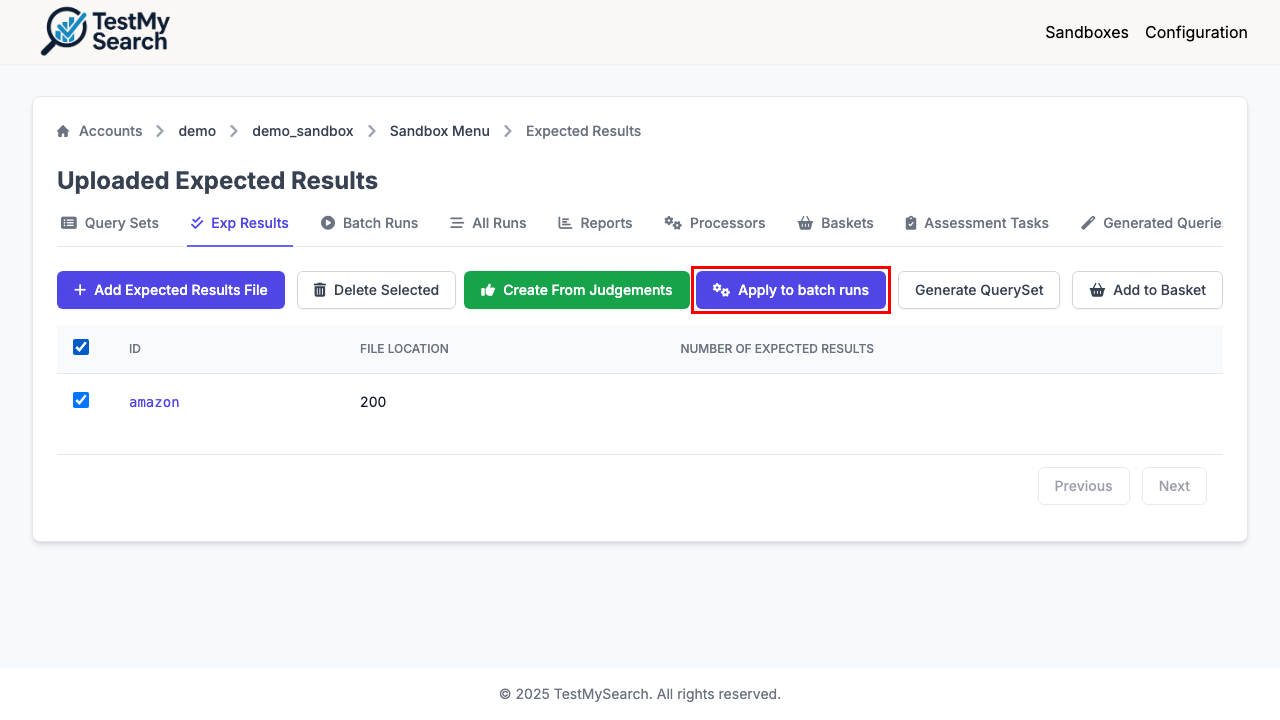 TestMy
Search
Sandboxes Configuration
Accounts demo demo_sandbox Sandbox Menu Expected Results
Uploaded Expected Results
Query Sets Exp Results Batch Runs All Runs Reports Processors Baskets Assessment Tasks Generated Querie
Add Expected Results File Delete Selected Create From Judgements Apply to batch runs Generate QuerySet Add to Basket
ID FILE LOCATION NUMBER OF EXPECTED RESULTS
amazon 200
Previous Next
© 2025 TestMySearch. All rights reserved.